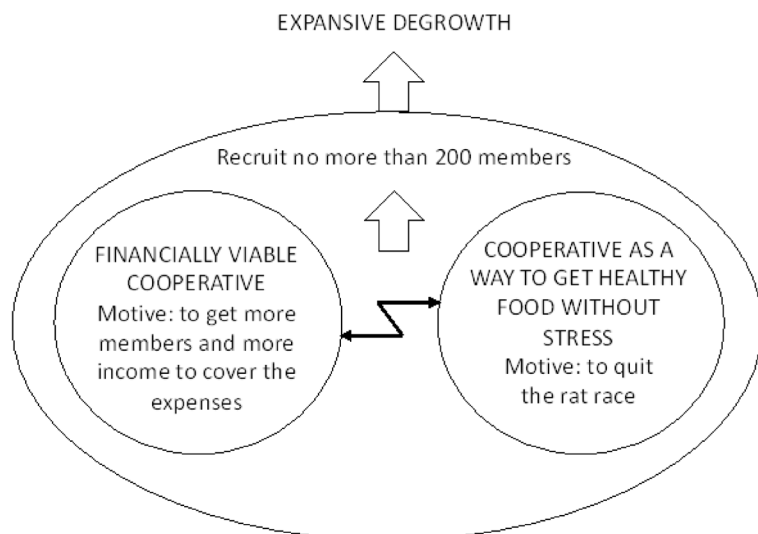 EXPANSIVE DEGROWTH
Recruit no more than 200 members
FINANCIALLY VIABLE
COOPERATIVE
Motive: to get more
members and more
income to cover the
expenses
COOPERATIVE AS A
WAY TO GET HEALTHY
FOOD WITHOUT
STRESS
Motive: to quit
the rat race